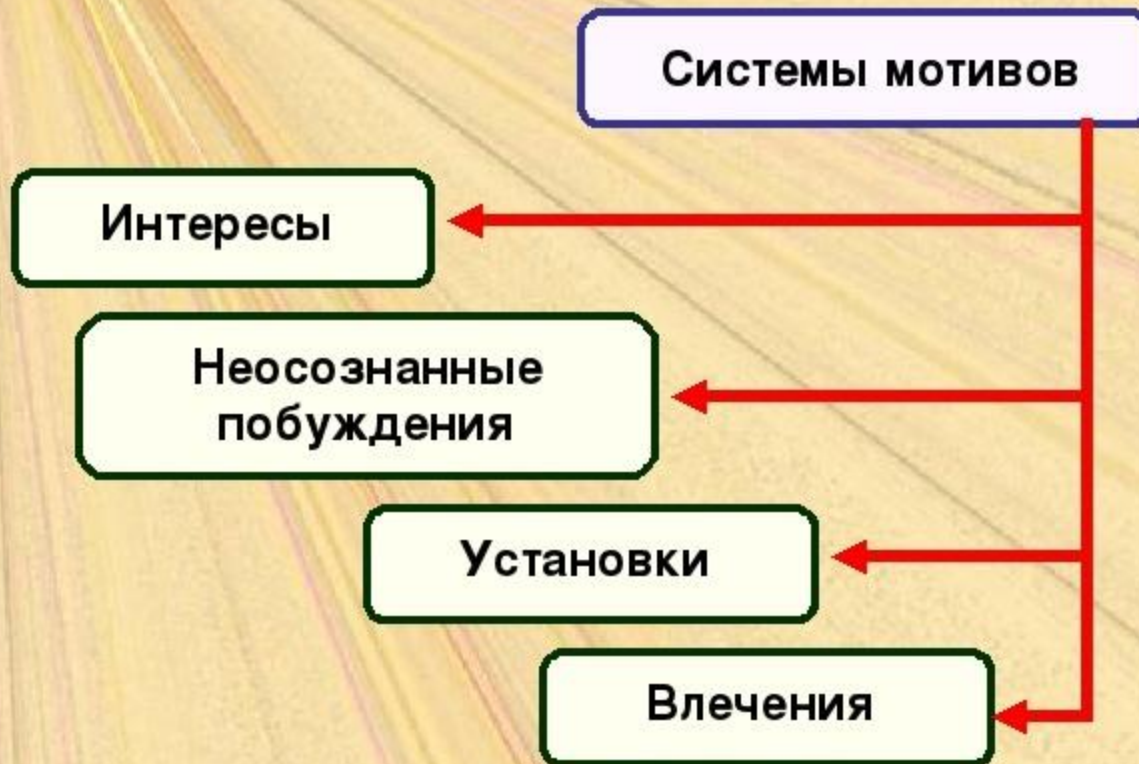 Системы мотивов
Интересы
Неосознанные
побуждения
Установки
Влечения